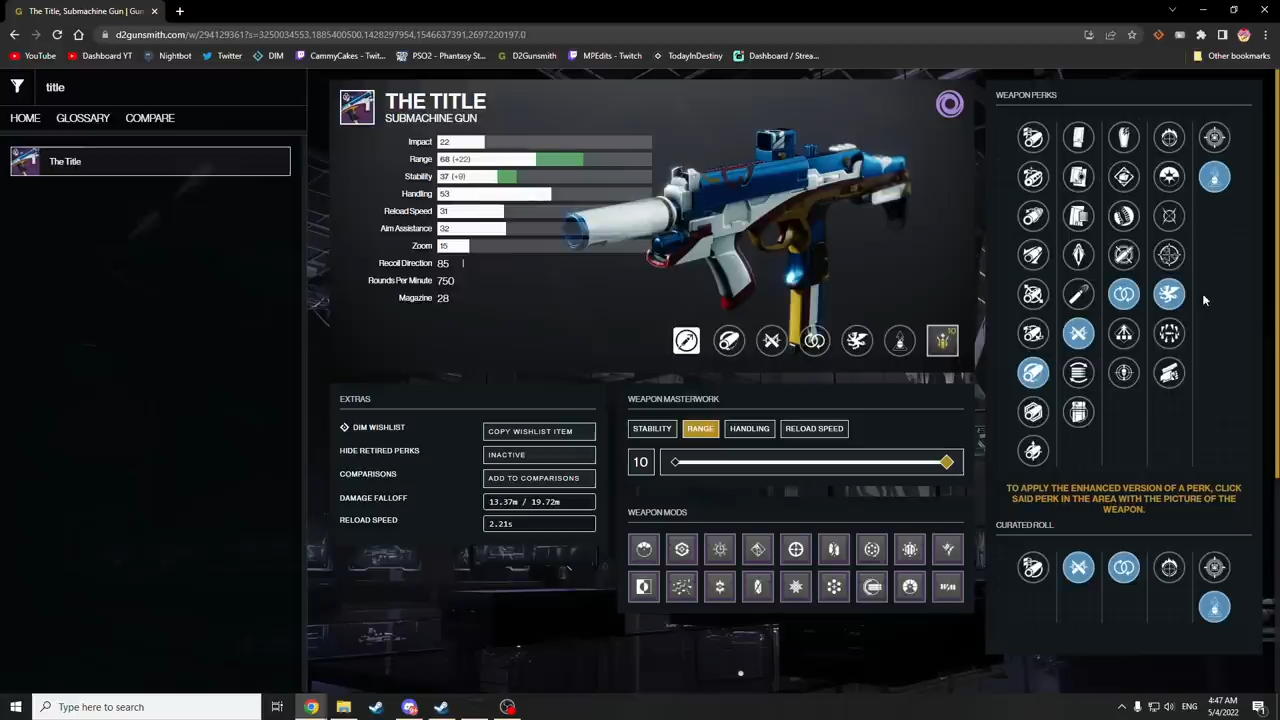 The Title, Submachine Gun | Gun
d2gunsmith.com/w/2941293617s=3250034553,1885400500,1428297954,1546637391,2697220197.0
YouTube
Dashboard YT
Nightbot
Twitter
DIM
CammyCakes - Twit...
PSO2 - Phantasy St...
D2Gunsmith
MPEdits - Twitch
TodayInDestiny
Dashboard / Strea...
Other bookmarks
title
HOME GLOSSARY COMPARE
The Title
THE TITLE
SUBMACHINE GUN
Impact 22
Range 68 (+22)
Stability 37 (+9)
Handling 53
Reload Speed 31
Aim Assistance 32
Zoom 15
Recoil Direction 85
Rounds Per Minute 750
Magazine 28
10
EXTRAS
DIM WISHLIST COPY WISHLIST ITEM
HIDE RETIRED PERKS INACTIVE
COMPARISONS ADD TO COMPARISONS
DAMAGE FALLOFF 13.37m / 19.72m
RELOAD SPEED 2.21s
WEAPON MASTERWORK
STABILITY RANGE HANDLING RELOAD SPEED
10
WEAPON MODS
WEAPON PERKS
TO APPLY THE ENHANCED VERSION OF A PERK, CLICK
SAID PERK IN THE AREA WITH THE PICTURE OF THE
WEAPON.
CURATED ROLL
Type here to search
ENG
4:47 AM
5/4/2022